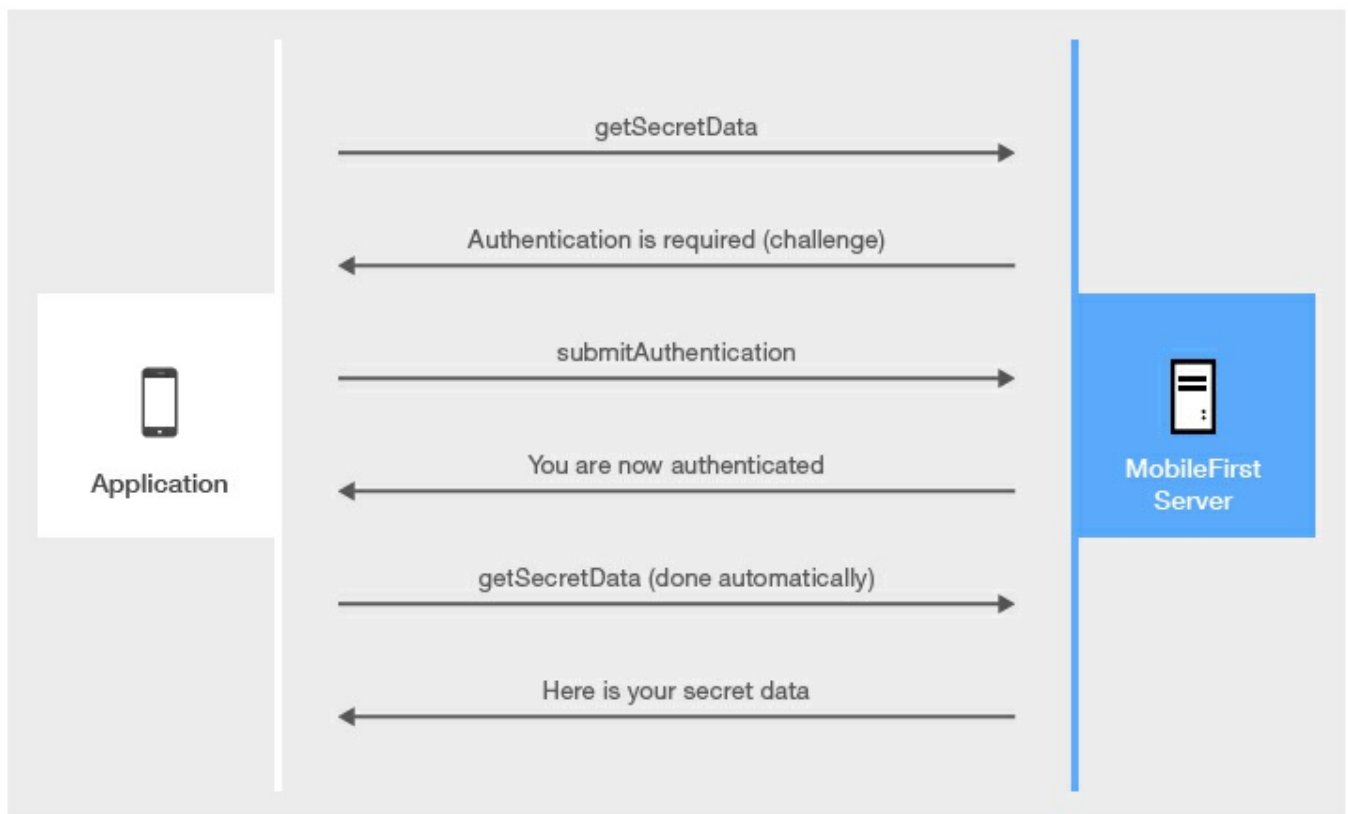 getSecretData
Authentication is required (challenge)
submitAuthentication
You are now authenticated
getSecretData (done automatically)
Here is your secret data
Application
MobileFirst
Server